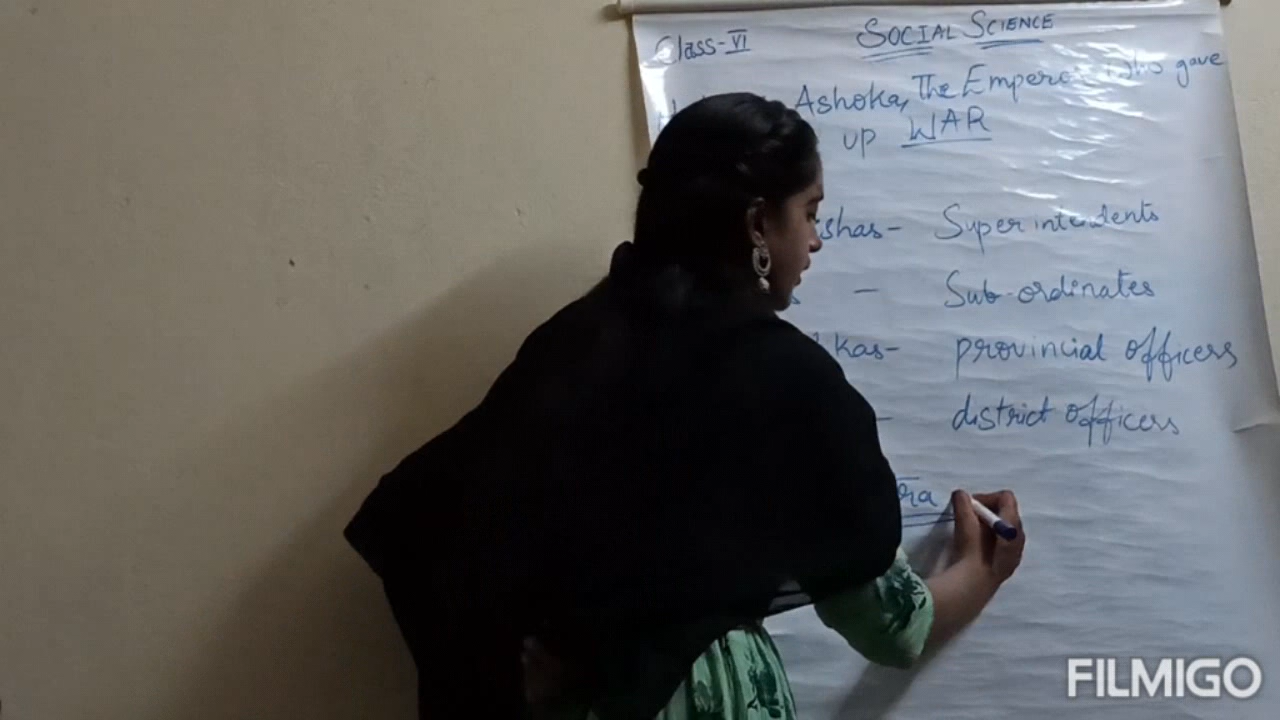 Class-VI SOCIAL SCIENCE
Ashoka, The Emperor who gave
up WAR
shas- Superintendents
- Sub-ordinates
kas- provincial officers
- district officers
ra
FILMIGO